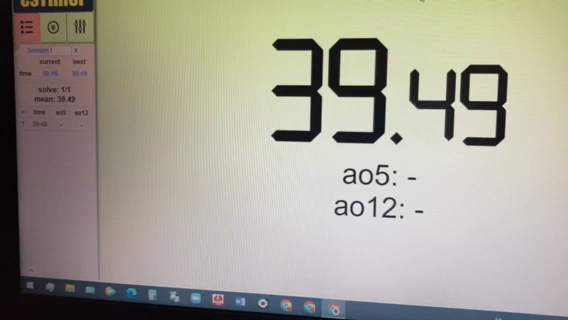 csTimer
Session 1 X
current best
time 39.49 39.49
solve: 1/1
mean: 39.49
time ao5 ao12
1 39.49 - -
39.49
ao5: -
ao12: -